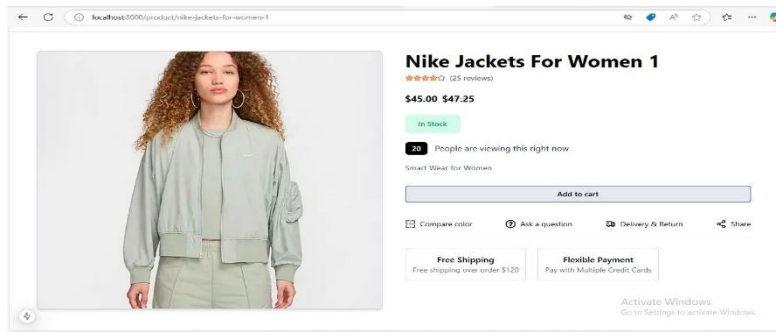 localhost:3000/product/nike-jackets-for-women-1
Nike Jackets For Women 1
(25 reviews)
$45.00 $47.25
In Stock
20 People are viewing this right now
Smart Wear for Women
Add to cart
Compare color
Ask a question
Delivery & Return
Share
Free Shipping
Free shipping over order $120
Flexible Payment
Pay with Multiple Credit Cards
Activate Windows
Go to Settings to activate Windows.